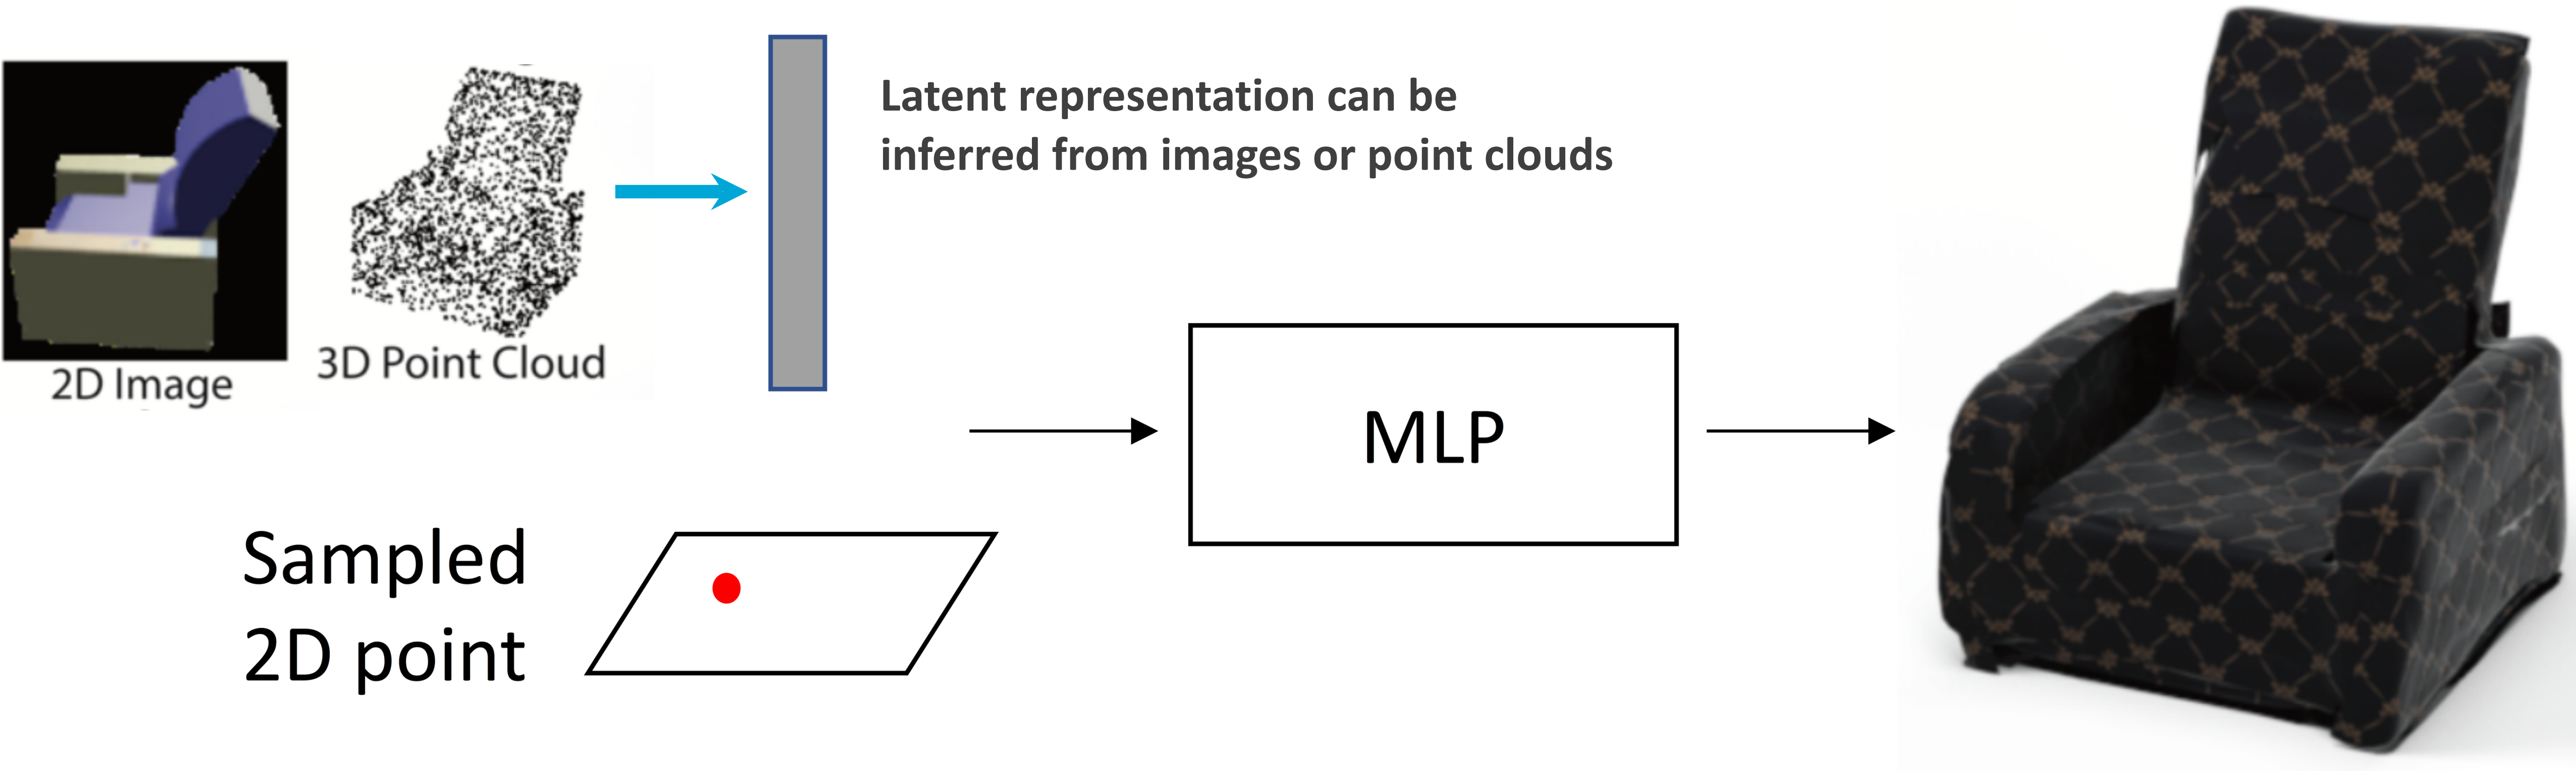 2D Image
3D Point Cloud
Latent representation can be
inferred from images or point clouds
MLP
Sampled
2D point